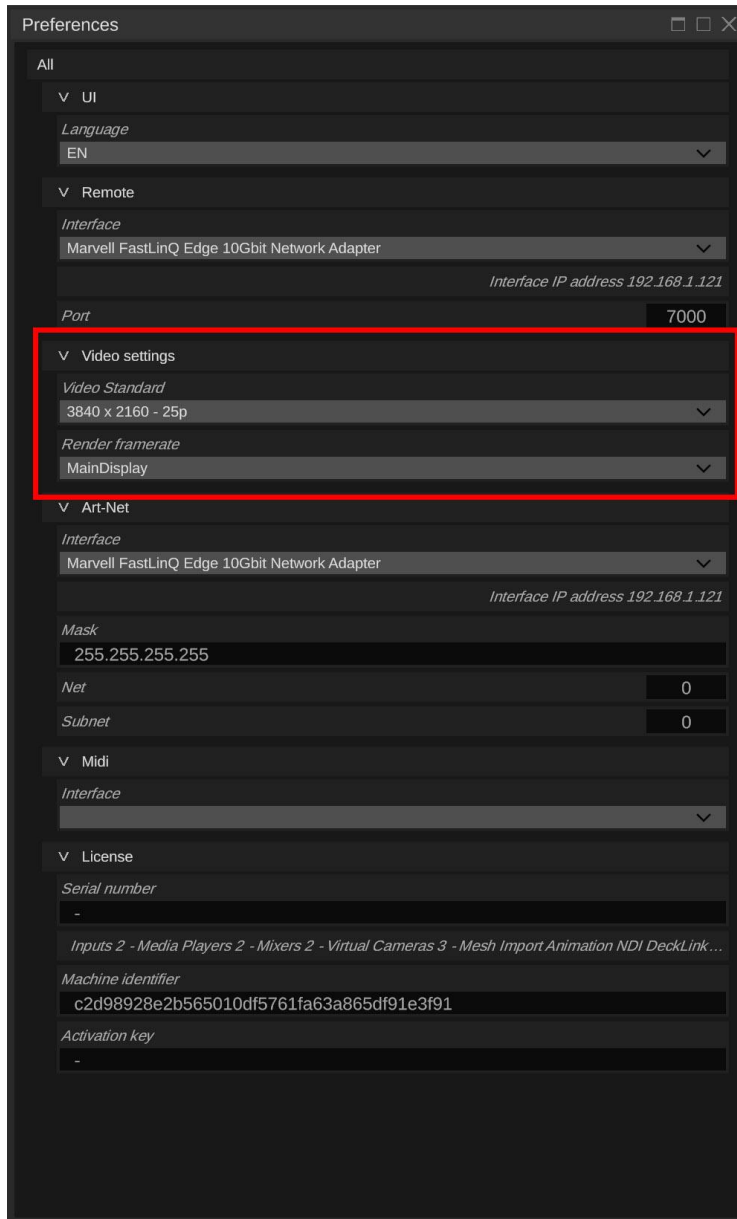 Preferences
All
UI
Language
EN
Remote
Interface
Marvell FastLinQ Edge 10Gbit Network Adapter
Interface IP address 192.168.1.121
Port
7000
Video settings
Video Standard
3840 x 2160 - 25p
Render framerate
MainDisplay
Art-Net
Interface
Marvell FastLinQ Edge 10Gbit Network Adapter
Interface IP address 192.168.1.121
Mask
255.255.255.255
Net
0
Subnet
0
Midi
Interface
License
Serial number
-
Inputs 2 - Media Players 2 - Mixers 2 - Virtual Cameras 3 - Mesh Import Animation NDI DeckLink...
Machine identifier
c2d98928e2b565010df5761fa63a865df91e3f91
Activation key
-